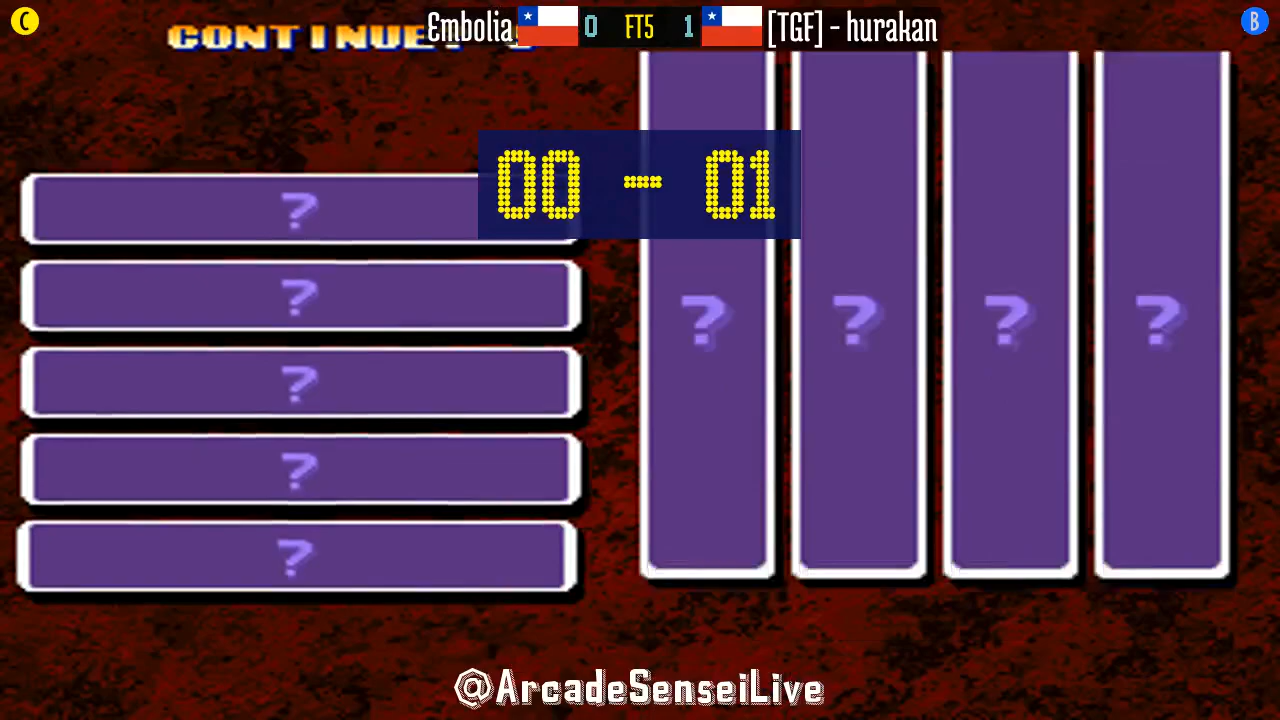 C
CONTINUE?
Embolia 0 FT5 1 [TGF] - hurakan
B
00 - 01
?
?
?
?
?
? ? ? ?
@ArcadeSenseiLive